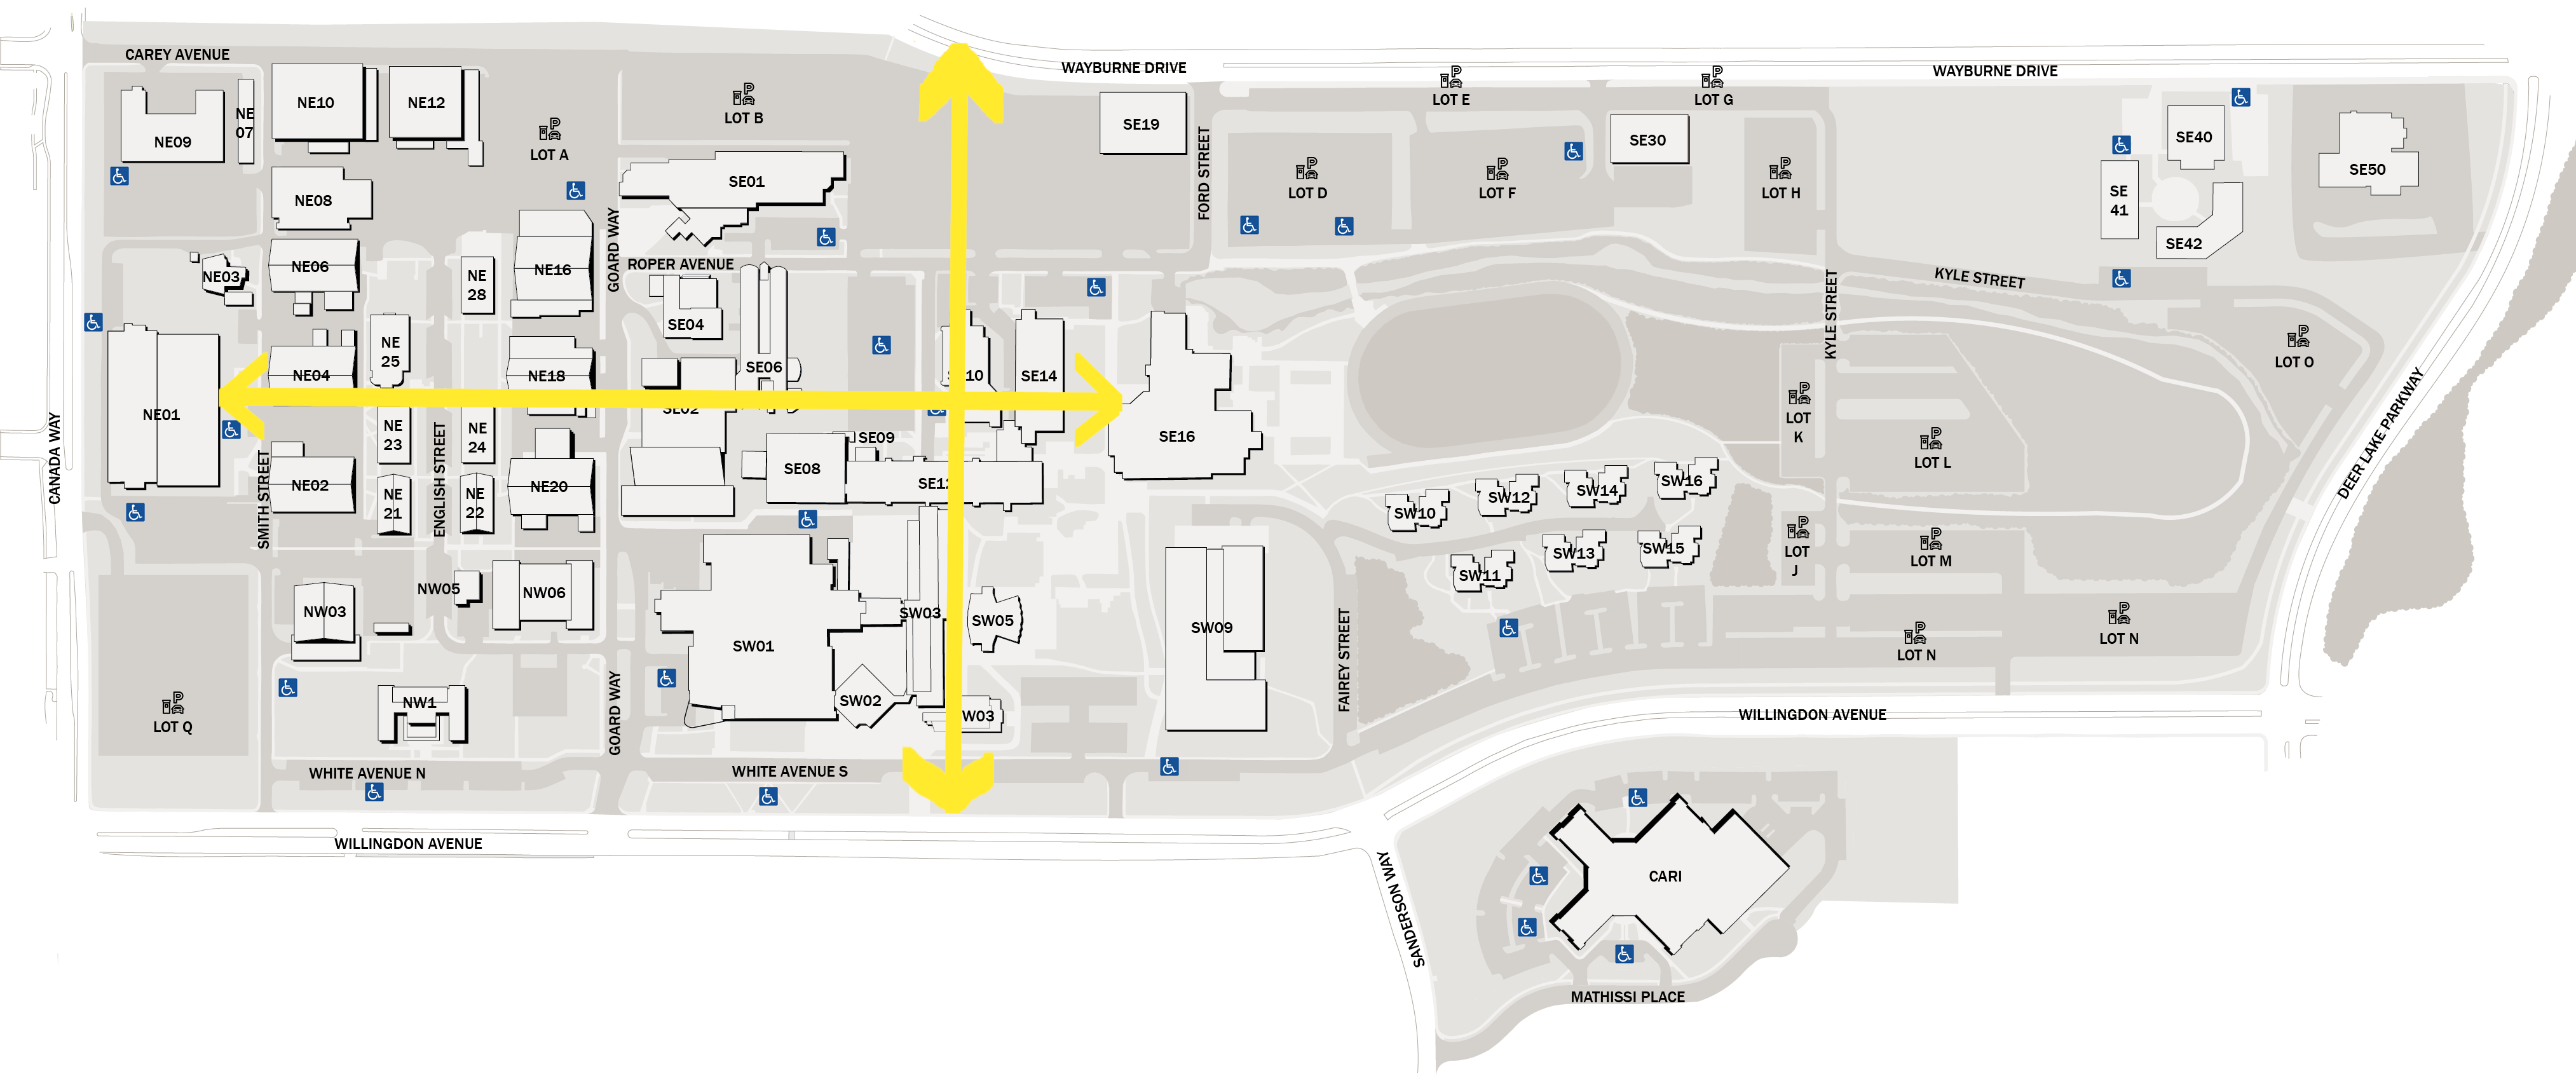 CAREY AVENUE
WAYBURNE DRIVE
WAYBURNE DRIVE
NE09
NE
07
NE10
NE12
LOT A
P
LOT B
P
SE19
FORD STREET
LOT E
P
LOT G
P
SE30
LOT D
P
LOT F
P
LOT H
P
SE40
SE
41
SE42
SE50
NE08
SE01
GOARD WAY
ROPER AVENUE
NE03
NE06
NE
28
NE16
SE04
SE06
KYLE STREET
KYLE STREET
LOT O
P
CANADA WAY
NE01
NE04
NE
25
NE18
SE02
10
SE14
SE16
LOT
K
P
LOT L
P
DEER LAKE PARKWAY
NE
23
NE
24
ENGLISH STREET
SMITH STREET
NE02
NE
21
NE
22
NE20
SE08
SE09
SE1
SW10
SW12
SW14
SW16
SW11
SW13
SW15
LOT
J
P
LOT M
P
NW03
NW05
NW06
SW01
SW03
SW05
SW09
FAIREY STREET
LOT N
P
LOT N
P
LOT Q
P
NW1
GOARD WAY
SW02
W03
WILLINGDON AVENUE
WHITE AVENUE N
WHITE AVENUE S
WILLINGDON AVENUE
SANDERSON WAY
CARI
MATHISSI PLACE